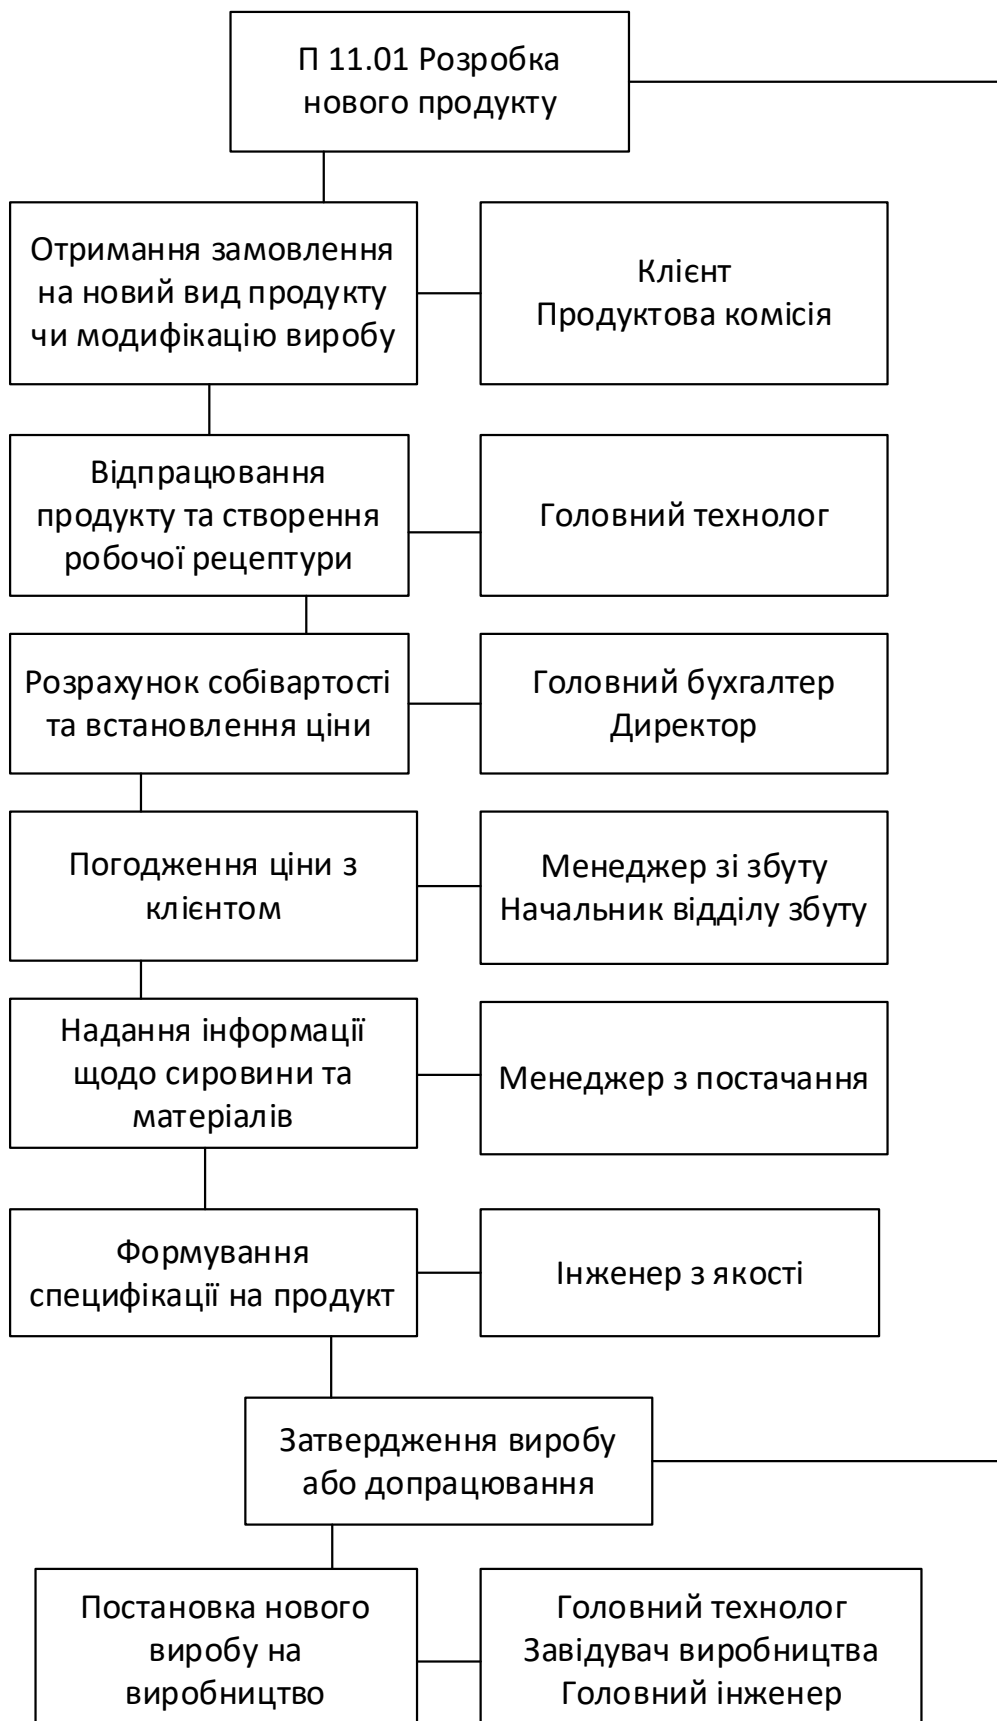 П 11.01 Розробка
нового продукту
Отримання замовлення
на новий вид продукту
чи модифікацію виробу
Клієнт
Продуктова комісія
Відпрацювання
продукту та створення
робочої рецептури
Головний технолог
Розрахунок собівартості
та встановлення ціни
Головний бухгалтер
Директор
Погодження ціни з
клієнтом
Менеджер зі збуту
Начальник відділу збуту
Надання інформації
щодо сировини та
матеріалів
Менеджер з постачання
Формування
специфікації на продукт
Інженер з якості
Затвердження виробу
або допрацювання
Постановка нового
виробу на
виробництво
Головний технолог
Завідувач виробництва
Головний інженер